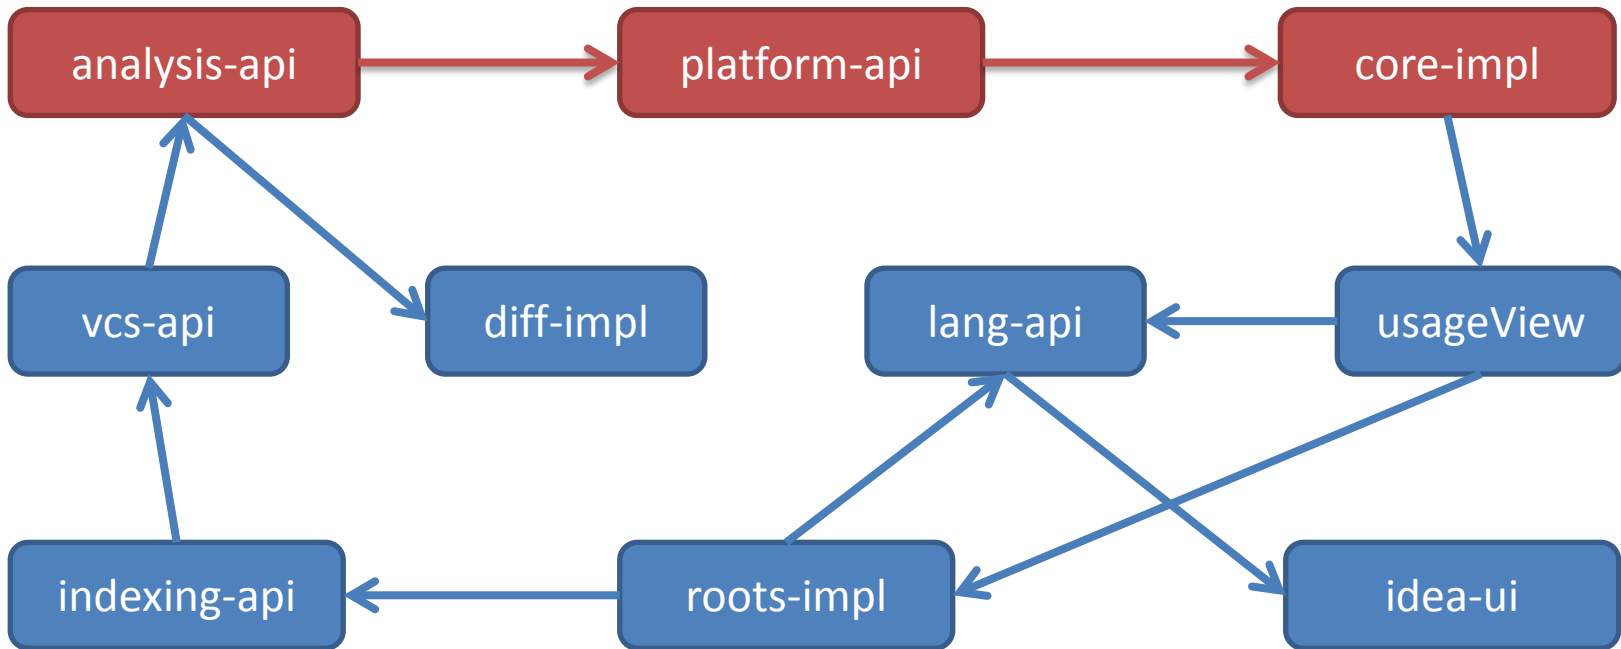 analysis-api
platform-api
core-impl
vcs-api
diff-impl
lang-api
usageView
indexing-api
roots-impl
idea-ui